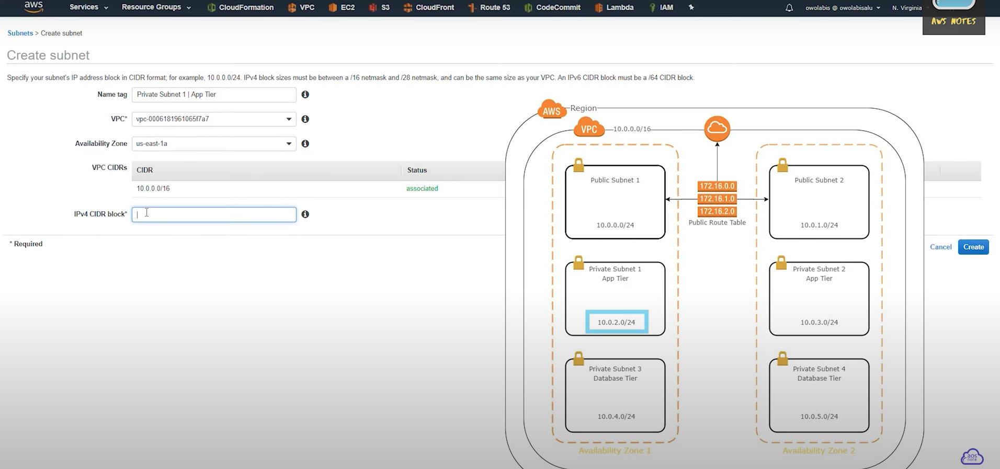 aws
Services
Resource Groups
CloudFormation
VPC
EC2
S3
CloudFront
Route 53
CodeCommit
Lambda
IAM
owolabis @ owolabisalu
N. Virginia
AWS NOTES
Subnets > Create subnet
Create subnet
Specify your subnet's IP address block in CIDR format; for example, 10.0.0.0/24. IPv4 block sizes must be between a /16 netmask and /28 netmask, and can be the same size as your VPC. An IPv6 CIDR block must be a /64 CIDR block.
Name tag
Private Subnet 1 | App Tier
VPC*
vpc-0006181961065f7a7
Availability Zone
us-east-1a
VPC CIDRs
CIDR
Status
10.0.0.0/16
associated
IPv4 CIDR block*
* Required
Cancel
Create
AWS
Region
VPC
10.0.0.0/16
Public Subnet 1
10.0.0.0/24
172.16.0.0
172.16.1.0
172.16.2.0
Public Route Table
Public Subnet 2
10.0.1.0/24
Private Subnet 1
App Tier
10.0.2.0/24
Private Subnet 2
App Tier
10.0.3.0/24
Private Subnet 3
Database Tier
10.0.4.0/24
Private Subnet 4
Database Tier
10.0.5.0/24
Availability Zone 1
Availability Zone 2
aos
note